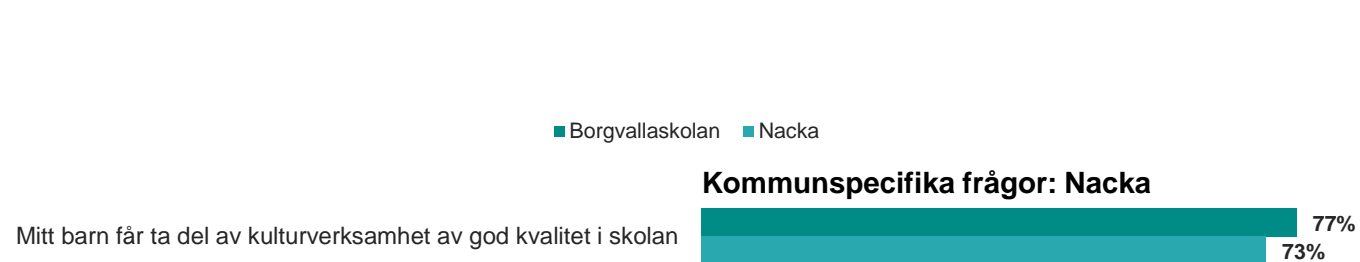 Borgvallaskolan Nacka
Kommunspecifika frågor: Nacka
Mitt barn får ta del av kulturverksamhet av god kvalitet i skolan
77%
73%